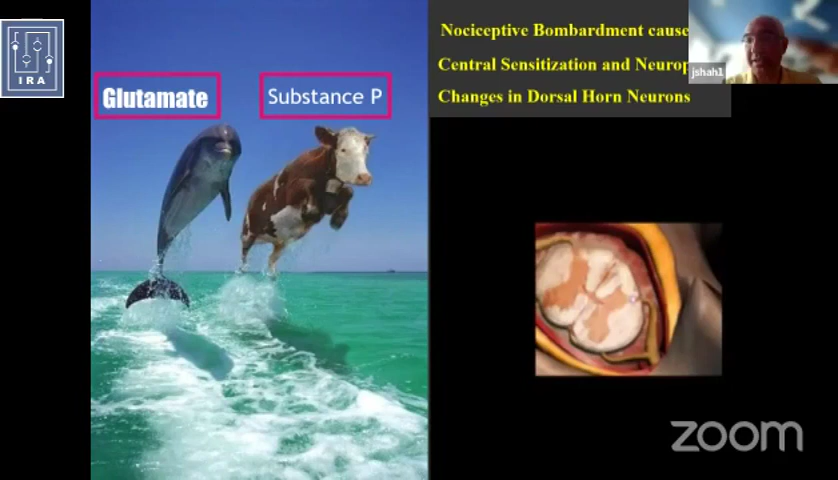 IRA
Glutamate
Substance P
Nociceptive Bombardment cause
Central Sensitization and Neurop
Changes in Dorsal Horn Neurons
jshah1
zoom